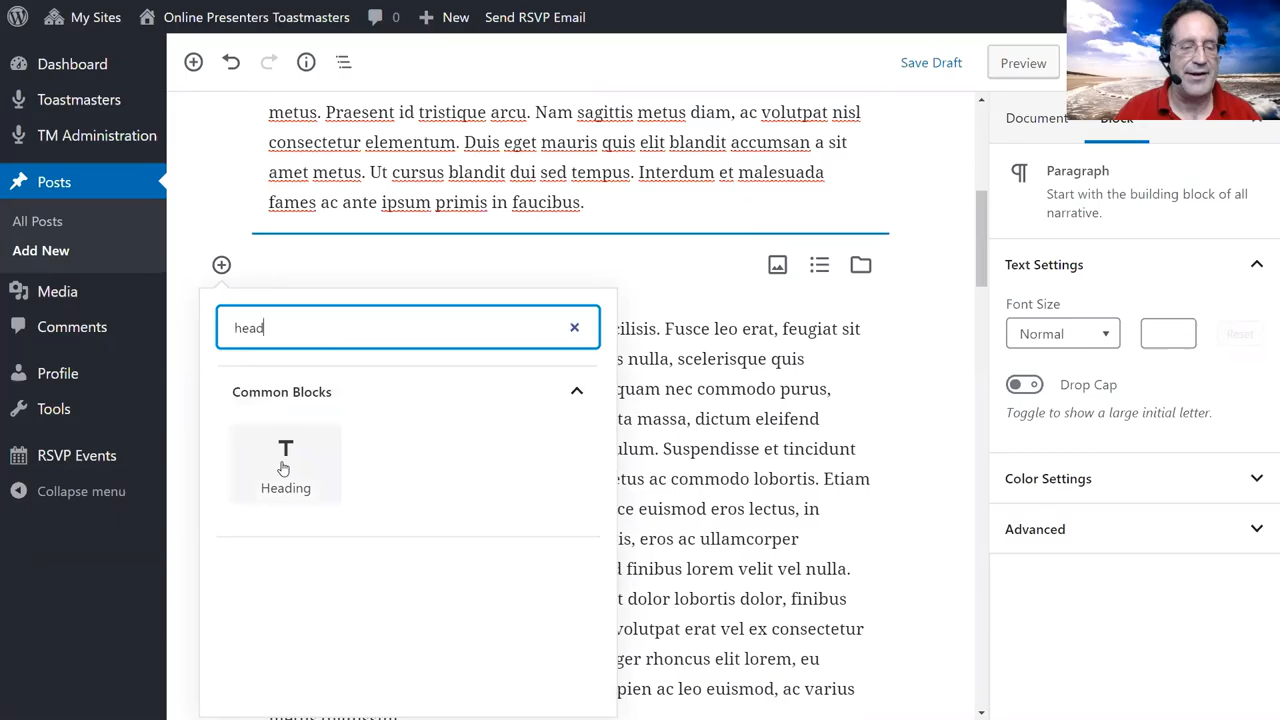 My Sites
Online Presenters Toastmasters
0
New
Send RSVP Email
Dashboard
Toastmasters
TM Administration
Posts
All Posts
Add New
Media
Comments
Profile
Tools
RSVP Events
Collapse menu
Save Draft
Preview
metus. Praesent id tristique arcu. Nam sagittis metus diam, ac volutpat nisl
consectetur elementum. Duis eget mauris quis elit blandit accumsan a sit
amet metus. Ut cursus blandit dui sed tempus. Interdum et malesuada
fames ac ante ipsum primis in faucibus.
head
Common Blocks
T
Heading
cilisis. Fusce leo erat, feugiat sit
s nulla, scelerisque quis
quam nec commodo purus,
ta massa, dictum eleifend
ulum. Suspendisse et tincidunt
etus ac commodo lobortis. Etiam
ce euismod eros lectus, in
is, eros ac ullamcorper
d finibus lorem velit vel nulla.
t dolor lobortis dolor, finibus
volutpat erat vel ex consectetur
ger rhoncus elit lorem, eu
pien ac leo euismod, ac varius
Document
Block
Paragraph
Start with the building block of all
narrative.
Text Settings
Font Size
Normal
Reset
Drop Cap
Toggle to show a large initial letter.
Color Settings
Advanced